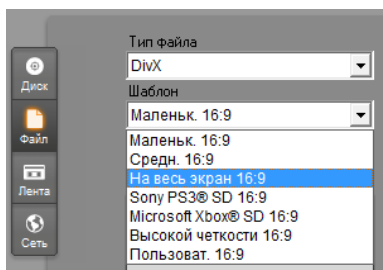 Тип файла
DivX
Диск
Шаблон
Маленьк. 16:9
Файл
Маленьк. 16:9
Средн. 16:9
На весь экран 16:9
Лента
Sony PS3® SD 16:9
Microsoft Xbox® SD 16:9
Высокой четкости 16:9
Сеть
Пользоват. 16:9